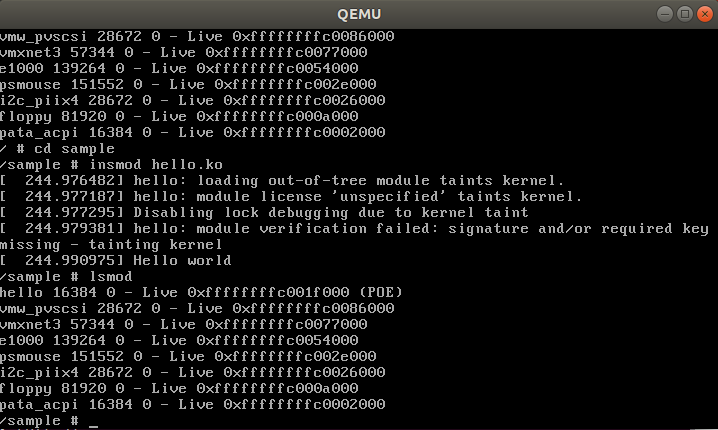 QEMU
vmw_pvscsi 28672 0 - Live 0xffffffffc0086000
vmxnet3 57344 0 - Live 0xffffffffc0077000
e1000 139264 0 - Live 0xffffffffc0054000
psmouse 151552 0 - Live 0xffffffffc002e000
i2c_piix4 28672 0 - Live 0xffffffffc0026000
floppy 81920 0 - Live 0xffffffffc000a000
pata_acpi 16384 0 - Live 0xffffffffc0002000
/ # cd sample
/sample # insmod hello.ko
[  244.976482] hello: loading out-of-tree module taints kernel.
[  244.977187] hello: module license 'unspecified' taints kernel.
[  244.977295] Disabling lock debugging due to kernel taint
[  244.979381] hello: module verification failed: signature and/or required key
missing - tainting kernel
[  244.990975] Hello world
/sample # lsmod
hello 16384 0 - Live 0xffffffffc001f000 (POE)
vmw_pvscsi 28672 0 - Live 0xffffffffc0086000
vmxnet3 57344 0 - Live 0xffffffffc0077000
e1000 139264 0 - Live 0xffffffffc0054000
psmouse 151552 0 - Live 0xffffffffc002e000
i2c_piix4 28672 0 - Live 0xffffffffc0026000
floppy 81920 0 - Live 0xffffffffc000a000
pata_acpi 16384 0 - Live 0xffffffffc0002000
/sample # _